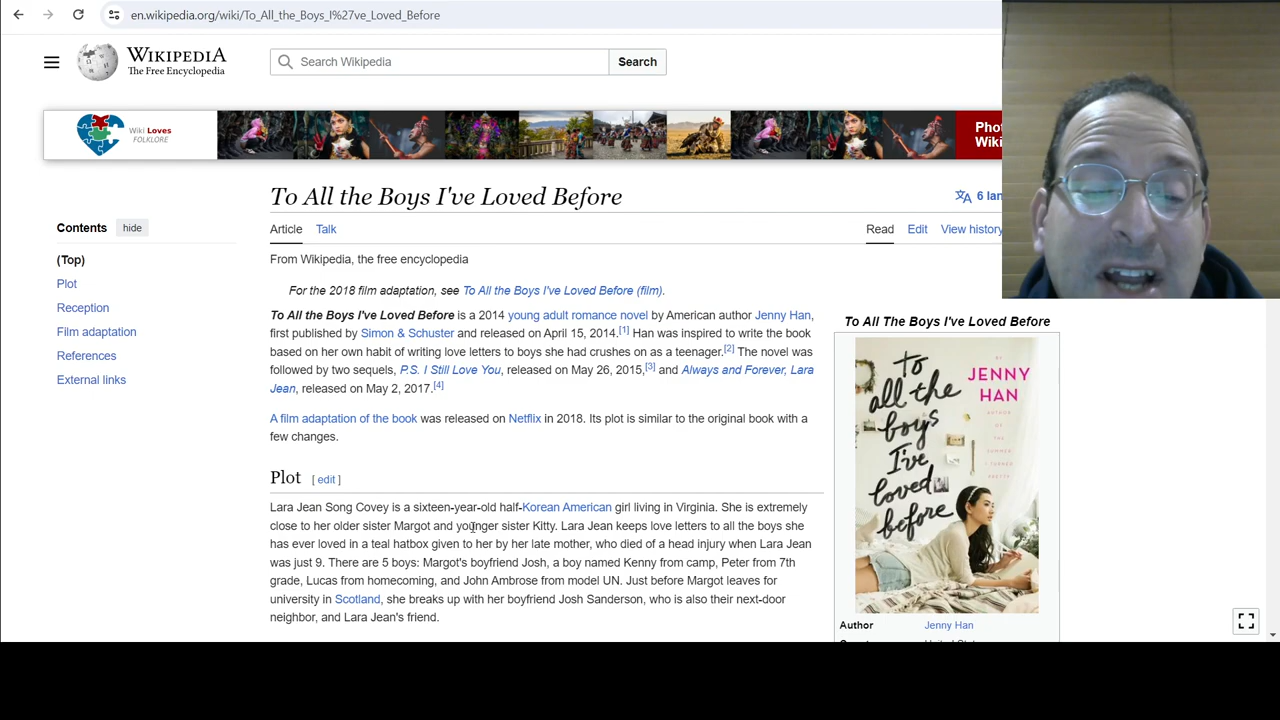 en.wikipedia.org/wiki/To_All_the_Boys_I%27ve_Loved_Before
WIKIPEDIA
The Free Encyclopedia
Search Wikipedia
Search
Wiki Loves
FOLKLORE
To All the Boys I've Loved Before
6
Contents hide
(Top)
Plot
Reception
Film adaptation
References
External links
Article Talk
Read Edit View history
From Wikipedia, the free encyclopedia
For the 2018 film adaptation, see To All the Boys I've Loved Before (film).
To All the Boys I've Loved Before is a 2014 young adult romance novel by American author Jenny Han,
first published by Simon & Schuster and released on April 15, 2014.[1] Han was inspired to write the book
based on her own habit of writing love letters to boys she had crushes on as a teenager.[2] The novel was
followed by two sequels, P.S. I Still Love You, released on May 26, 2015,[3] and Always and Forever, Lara
Jean, released on May 2, 2017.[4]
A film adaptation of the book was released on Netflix in 2018. Its plot is similar to the original book with a
few changes.
Plot [ edit ]
Lara Jean Song Covey is a sixteen-year-old half-Korean American girl living in Virginia. She is extremely
close to her older sister Margot and younger sister Kitty. Lara Jean keeps love letters to all the boys she
has ever loved in a teal hatbox given to her by her late mother, who died of a head injury when Lara Jean
was just 9. There are 5 boys: Margot's boyfriend Josh, a boy named Kenny from camp, Peter from 7th
grade, Lucas from homecoming, and John Ambrose from model UN. Just before Margot leaves for
university in Scotland, she breaks up with her boyfriend Josh Sanderson, who is also their next-door
neighbor, and Lara Jean's friend.
To All The Boys I've Loved Before
to
all the
boys
I've
loved
before
BY
JENNY
HAN
AUTHOR
OF
THE
SUMMER
I TURNED
PRETTY
Author Jenny Han